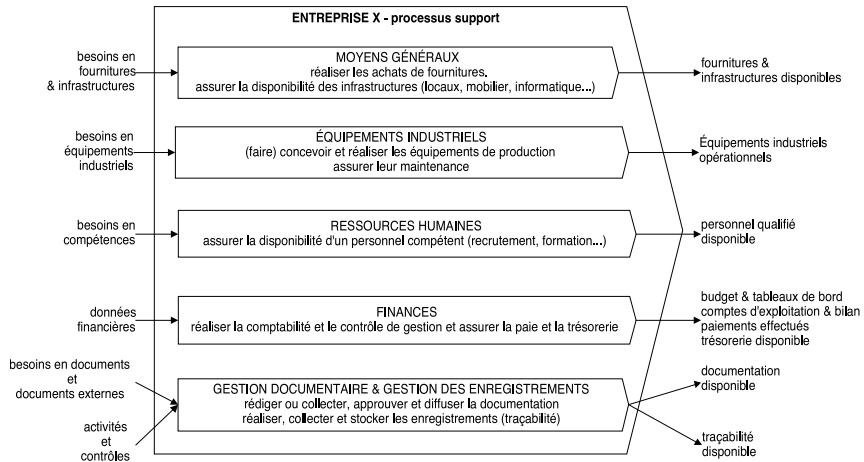 ENTREPRISE X - processus support
besoins en
fournitures
& infrastructures
MOYENS GÉNÉRAUX
réaliser les achats de fournitures.
assurer la disponibilité des infrastructures (locaux, mobilier, informatique...)
fournitures &
infrastructures disponibles
besoins en
équipements
industriels
ÉQUIPEMENTS INDUSTRIELS
(faire) concevoir et réaliser les équipements de production
assurer leur maintenance
Équipements industriels
opérationnels
besoins en
compétences
RESSOURCES HUMAINES
assurer la disponibilité d'un personnel compétent (recrutement, formation...)
personnel qualifié
disponible
données
financières
FINANCES
réaliser la comptabilité et le contrôle de gestion et assurer la paie et la trésorerie
budget & tableaux de bord
comptes d'exploitation & bilan
paiements effectués
trésorerie disponible
besoins en documents
et
documents externes
activités
et
contrôles
GESTION DOCUMENTAIRE & GESTION DES ENREGISTREMENTS
rédiger ou collecter, approuver et diffuser la documentation
réaliser, collecter et stocker les enregistrements (traçabilité)
documentation
disponible
traçabilité
disponible